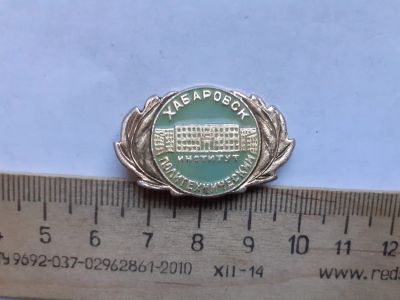 ХАБАРОВСК
ИНСТИТУТ
ПОЛИТЕХНИЧЕСКИЙ
4 5 6 7 8 9 10 11 12
9692-037-02962861-2010 XII-14 www.reds